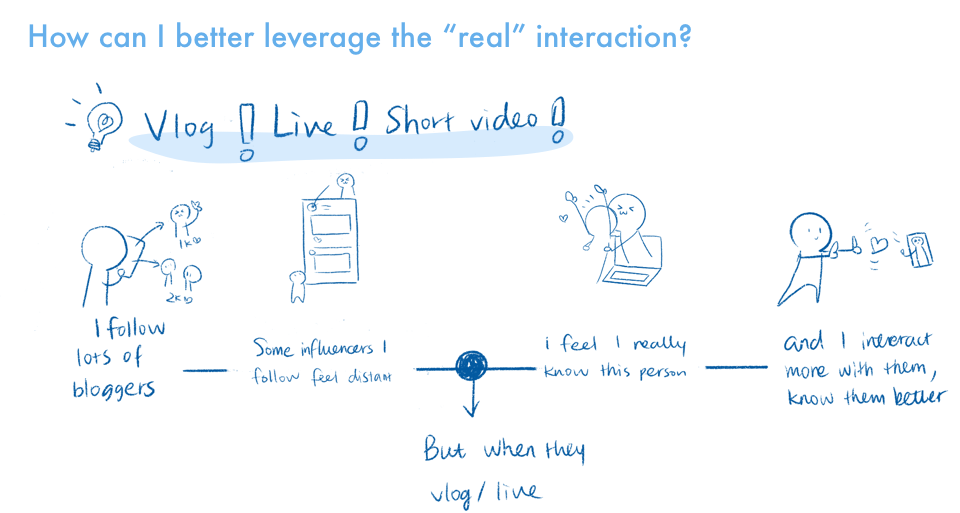 How can I better leverage the “real” interaction?
Vlog! Live! Short video!
1k
2k
I follow
lots of
bloggers
Some influencers I
follow feel distant
But when they
vlog / live
i feel I really
know this person
and I interact
more with them,
know them better